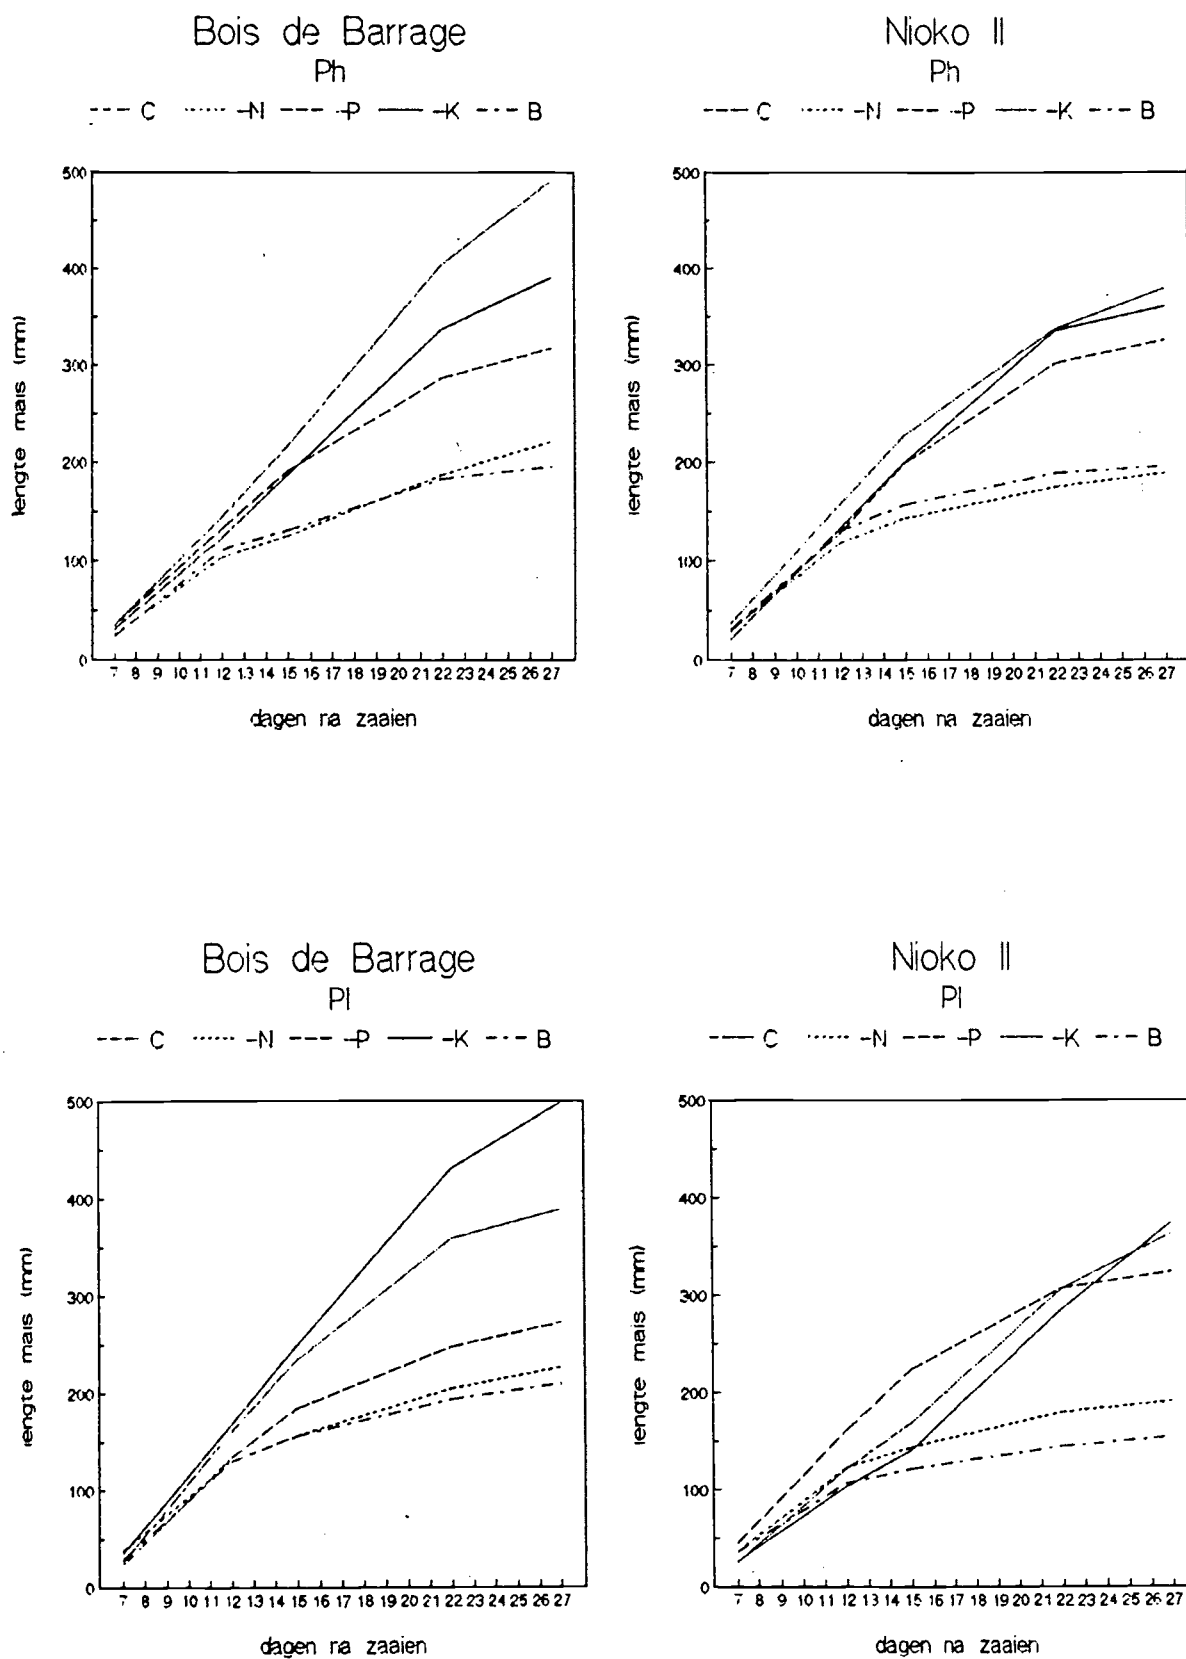 Bois de Barrage
Ph
C -N -P -K B
500
400
300
200
100
0
lengte mais (mm)
7 8 9 10 11 12 13 14 15 16 17 18 19 20 21 22 23 24 25 26 27
dagen na zaaien
Nioko II
Ph
C -N -P -K B
500
400
300
200
100
0
lengte mais (mm)
7 8 9 10 11 12 13 14 15 16 17 18 19 20 21 22 23 24 25 26 27
dagen na zaaien
Bois de Barrage
Pl
C -N -P -K B
500
400
300
200
100
0
lengte mais (mm)
7 8 9 10 11 12 13 14 15 16 17 18 19 20 21 22 23 24 25 26 27
dagen na zaaien
Nioko II
Pl
C -N -P -K B
500
400
300
200
100
0
lengte mais (mm)
7 8 9 10 11 12 13 14 15 16 17 18 19 20 21 22 23 24 25 26 27
dagen na zaaien